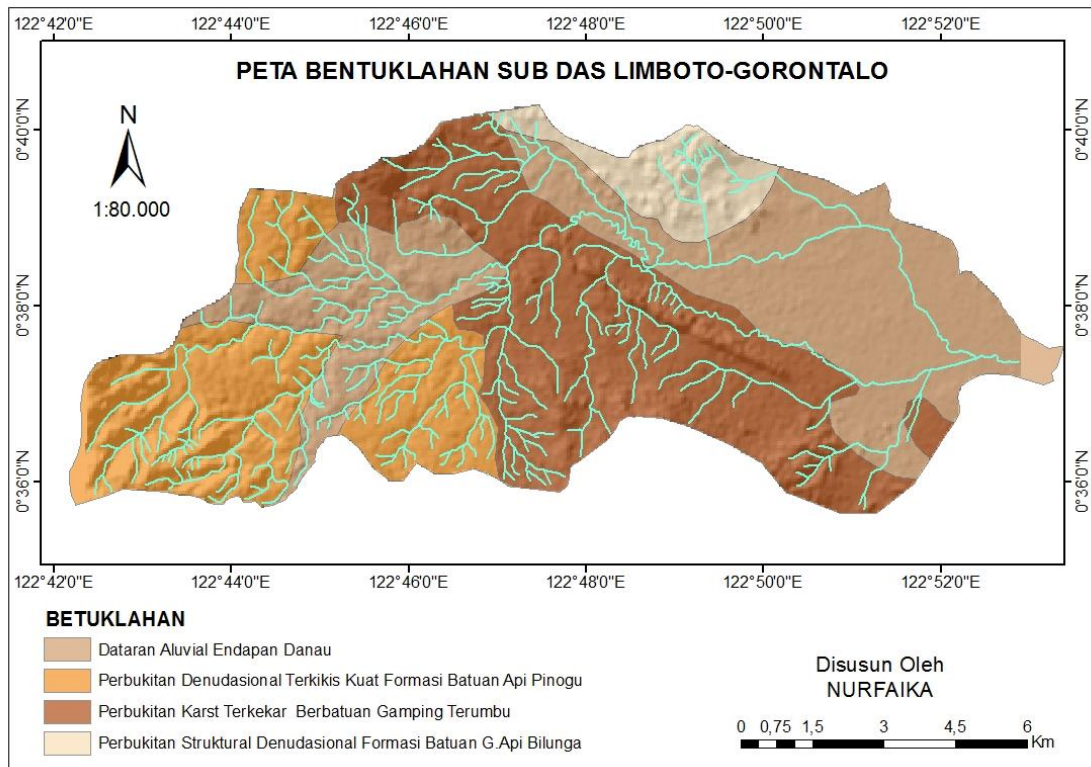 122°42'0"E 122°44'0"E 122°46'0"E 122°48'0"E 122°50'0"E 122°52'0"E
PETA BENTUKLAHAN SUB DAS LIMBOTO-GORONTALO
0°40'0"N
0°40'0"N
N
1:80.000
0°38'0"N
0°38'0"N
0°36'0"N
0°36'0"N
122°42'0"E 122°44'0"E 122°46'0"E 122°48'0"E 122°50'0"E 122°52'0"E
BETUKLAHAN
Dataran Aluvial Endapan Danau
Perbukitan Denudasional Terkikis Kuat Formasi Batuan Api Pinogu
Perbukitan Karst Terkekar Berbatuan Gamping Terumbu
Perbukitan Struktural Denudasional Formasi Batuan G.Api Bilunga
Disusun Oleh
NURFAIKA
0 0,75 1,5 3 4,5 6
Km